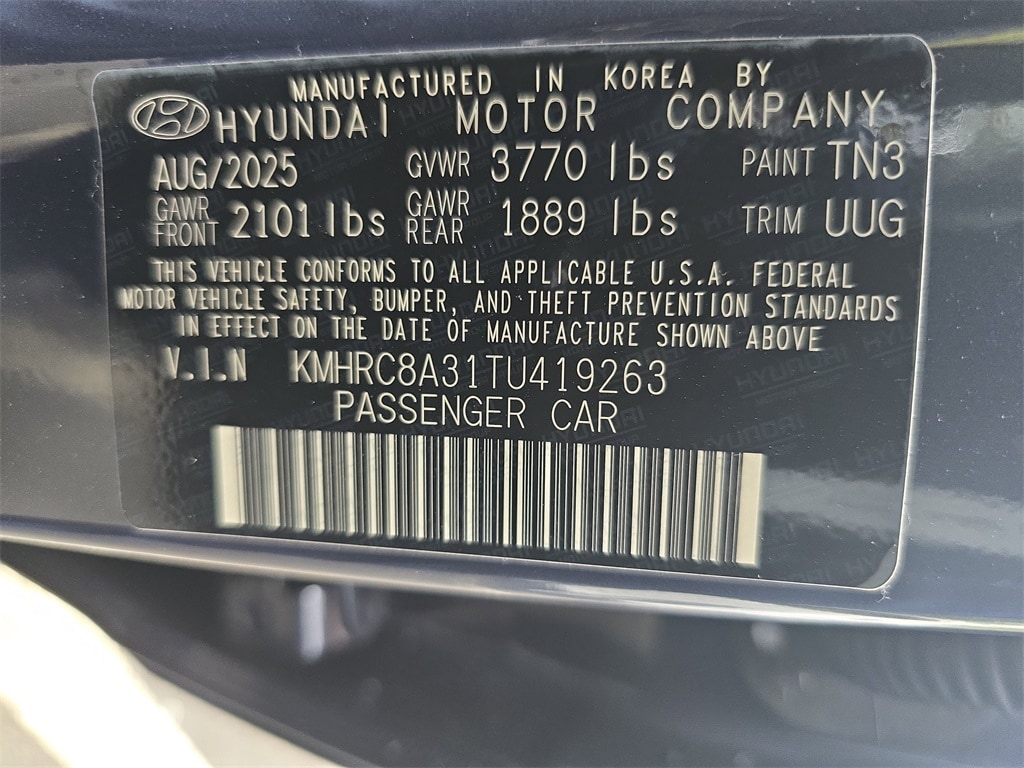 MANUFACTURED IN KOREA BY
HYUNDAI MOTOR COMPANY
AUG/2025 GVWR 3770 lbs PAINT TN3
GAWR FRONT 2101 lbs GAWR REAR 1889 lbs TRIM UUG
THIS VEHICLE CONFORMS TO ALL APPLICABLE U.S.A. FEDERAL
MOTOR VEHICLE SAFETY, BUMPER, AND THEFT PREVENTION STANDARDS
IN EFFECT ON THE DATE OF MANUFACTURE SHOWN ABOVE
V.I.N KMHRC8A31TU419263
PASSENGER CAR